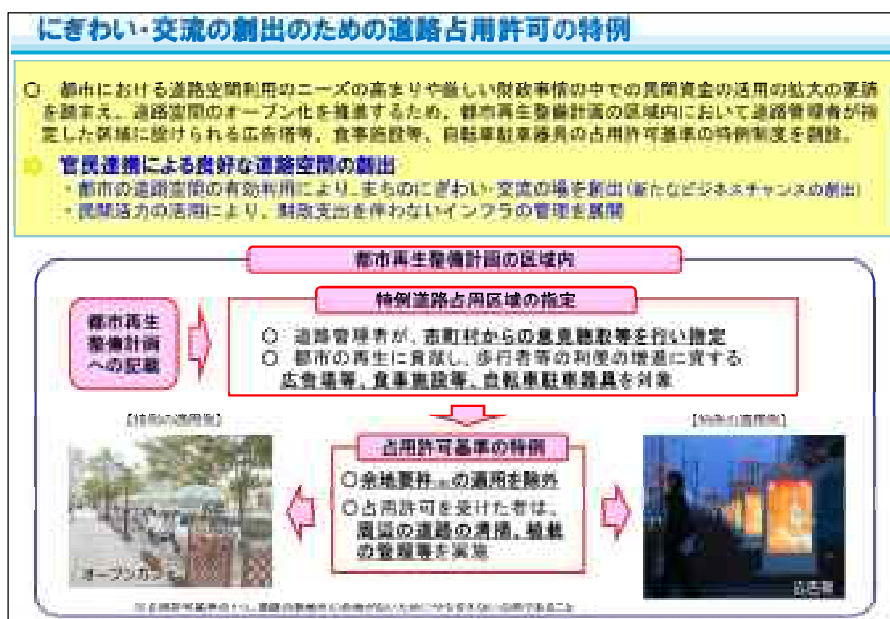 にぎわい・交流の創出のための道路占用許可の特例
○ 都市における道路空間利用のニーズの高まりや厳しい財政事情の中での民間資金の活用の拡大の要請
を踏まえ、道路空間のオープン化を推進するため、都市再生整備計画の区域内において道路管理者が指
定した区域に設けられる広告塔等、食事施設等、自転車駐車器具の占用許可基準の特例制度を創設。
官民連携による良好な道路空間の創出
・都市の道路空間の有効利用により、まちのにぎわい・交流の場を創出(新たなビジネスチャンスの創出)
・民間活力の活用により、財政支出を伴わないインフラの管理を展開
都市再生整備計画の区域内
特例道路占用区域の指定
都市再生
整備計画
への記載
○ 道路管理者が、市町村からの意見聴取等を行い指定
○ 都市の再生に貢献し、歩行者等の利便の増進に資する
広告塔等、食事施設等、自転車駐車器具を対象
【特例の適用例】
【特例の適用例】
占用許可基準の特例
○余地要件の適用を除外
○占用許可を受けた者は、
周辺の道路の清掃、植栽
の管理等を実施
オープンカフェ
広告塔